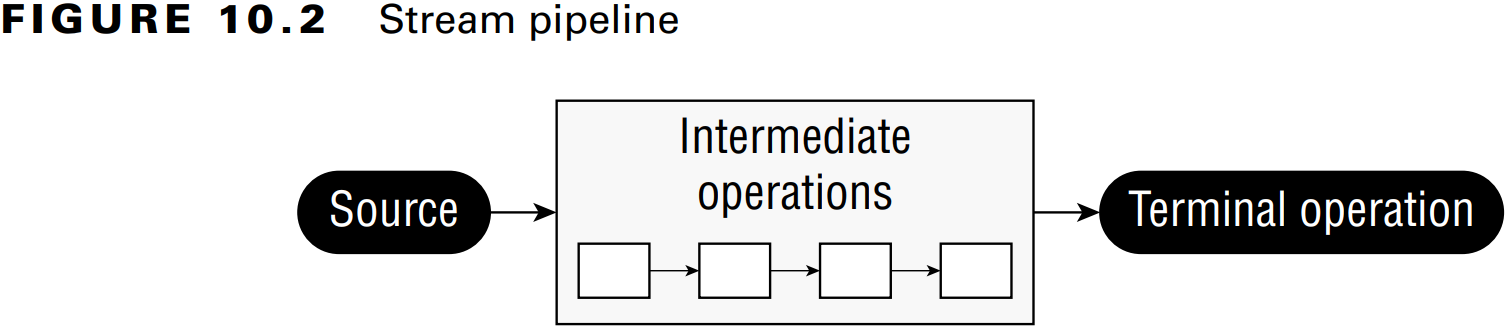 FIGURE 10.2 Stream pipeline
Intermediate
operations
Source
Terminal operation